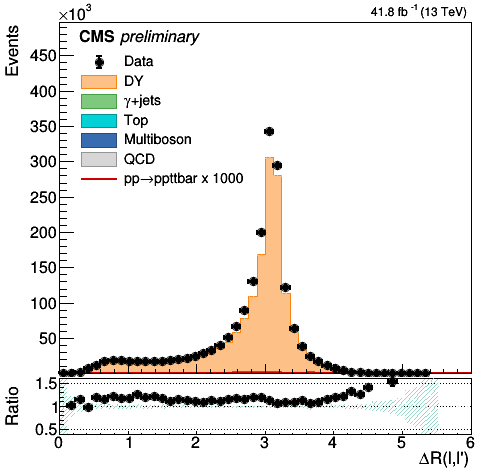 ×10³
41.8 fb⁻¹ (13 TeV)
Events
CMS preliminary
Data
DY
γ+jets
Top
Multiboson
QCD
pp→ppttbar x 1000
450
400
350
300
250
200
150
100
50
Ratio
1.5
1
0.5
0 1 2 3 4 5 6
ΔR(l,l')